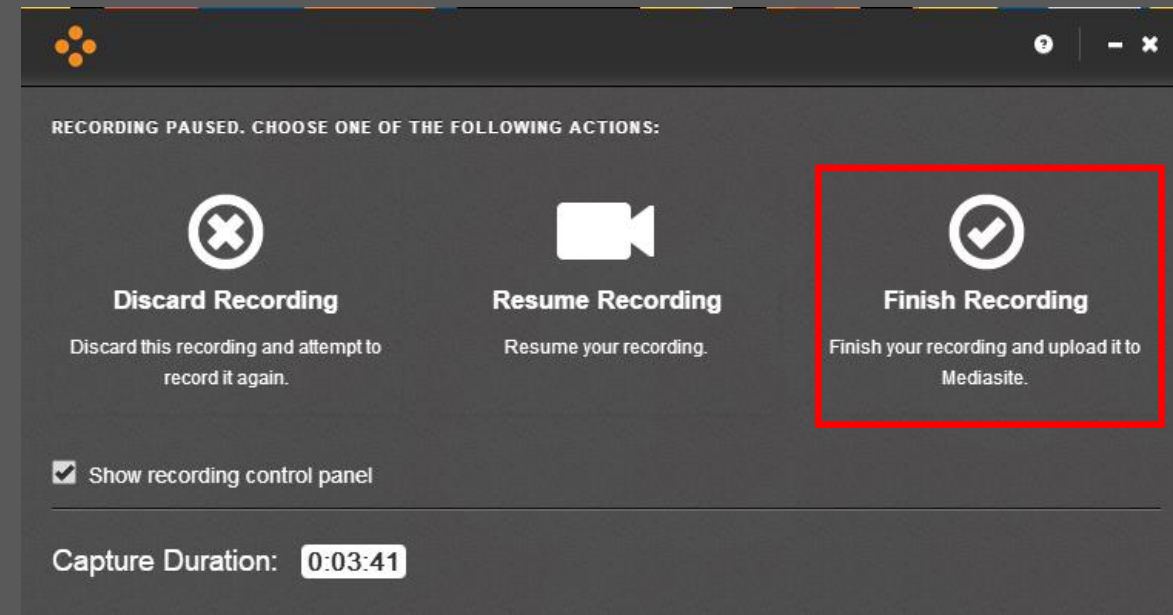 RECORDING PAUSED. CHOOSE ONE OF THE FOLLOWING ACTIONS:
Discard Recording
Discard this recording and attempt to
record it again.
Resume Recording
Resume your recording.
Finish Recording
Finish your recording and upload it to
Mediasite.
Show recording control panel
Capture Duration: 0:03:41